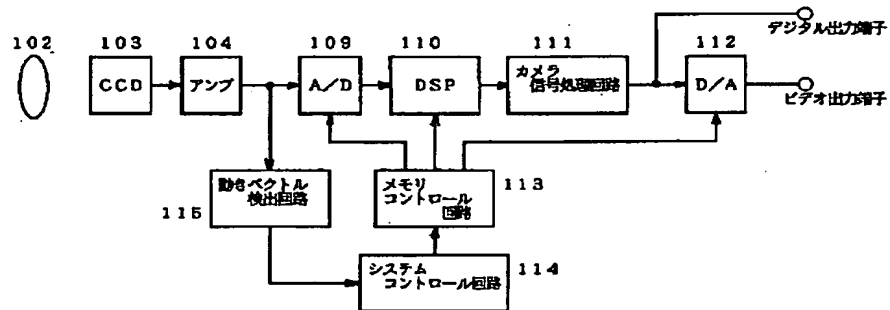 デジタル出力端子
102
103
104
109
110
111
112
CCD
アンプ
A/D
DSP
カメラ
信号処理回路
D/A
ビデオ出力端子
動きベクトル
検出回路
メモリ
コントロール
回路
113
115
システム
コントロール回路
114